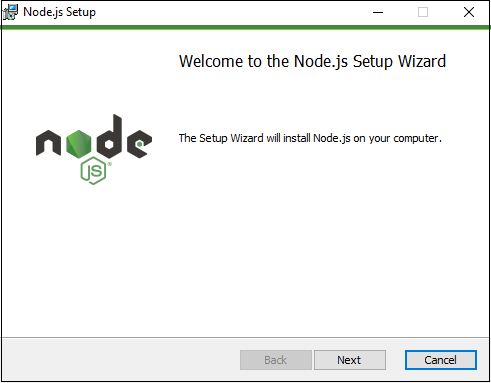 Node.js Setup
Welcome to the Node.js Setup Wizard
node
JS®
The Setup Wizard will install Node.js on your computer.
Back
Next
Cancel